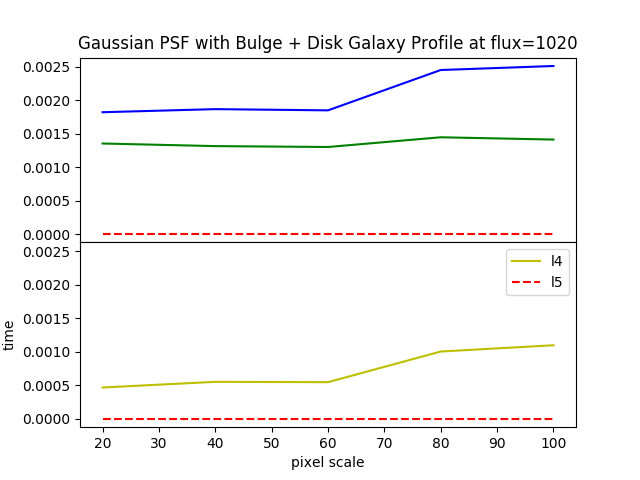 Gaussian PSF with Bulge + Disk Galaxy Profile at flux=1020
0.0025
0.0020
0.0015
0.0010
0.0005
0.0000
0.0025
0.0020
0.0015
0.0010
0.0005
0.0000
time
l4
l5
20 30 40 50 60 70 80 90 100
pixel scale